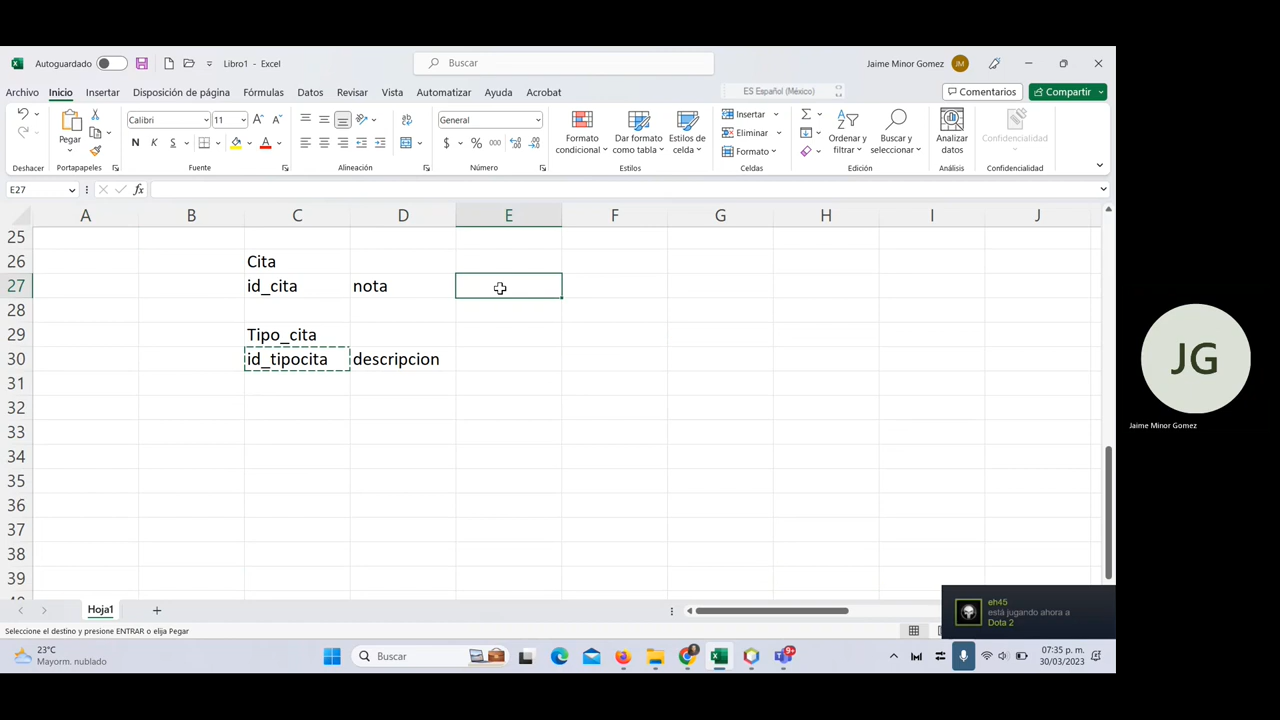 Autoguardado
Libro1 - Excel
Buscar
Jaime Minor Gomez
JM
Archivo Inicio Insertar Disposición de página Fórmulas Datos Revisar Vista Automatizar Ayuda Acrobat
ES Español (México)
Comentarios
Compartir
Pegar
Calibri 11
N K S
General
$ % 000
Formato condicional
Dar formato como tabla
Estilos de celda
Insertar
Eliminar
Formato
Ordenar y filtrar
Buscar y seleccionar
Analizar datos
Confidencialidad
Deshacer Portapapeles Fuente Alineación Número Estilos Celdas Edición Análisis Confidencialidad
E27
fx
A B C D E F G H I J
25
26 Cita
27 id_cita nota
28
29 Tipo_cita
30 id_tipocita descripcion
31
32
33
34
35
36
37
38
39
Hoja1
Seleccione el destino y presione ENTRAR o elija Pegar
eh45
está jugando ahora a
Dota 2
23°C
Mayorm. nublado
Buscar
9+
07:35 p. m.
30/03/2023
JG
Jaime Minor Gomez